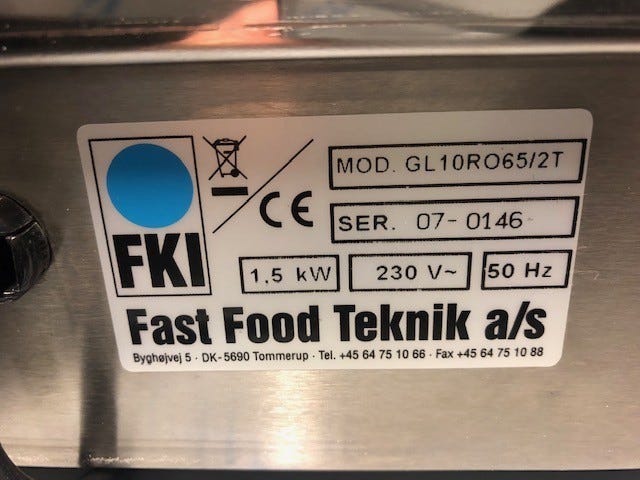 FKI
CE
MOD. GL10RO65/2T
SER. 07-0146
1.5 kW 230 V~ 50 Hz
Fast Food Teknik a/s
Byghøjvej 5 · DK-5690 Tommerup · Tel. +45 64 75 10 66 · Fax +45 64 75 10 88